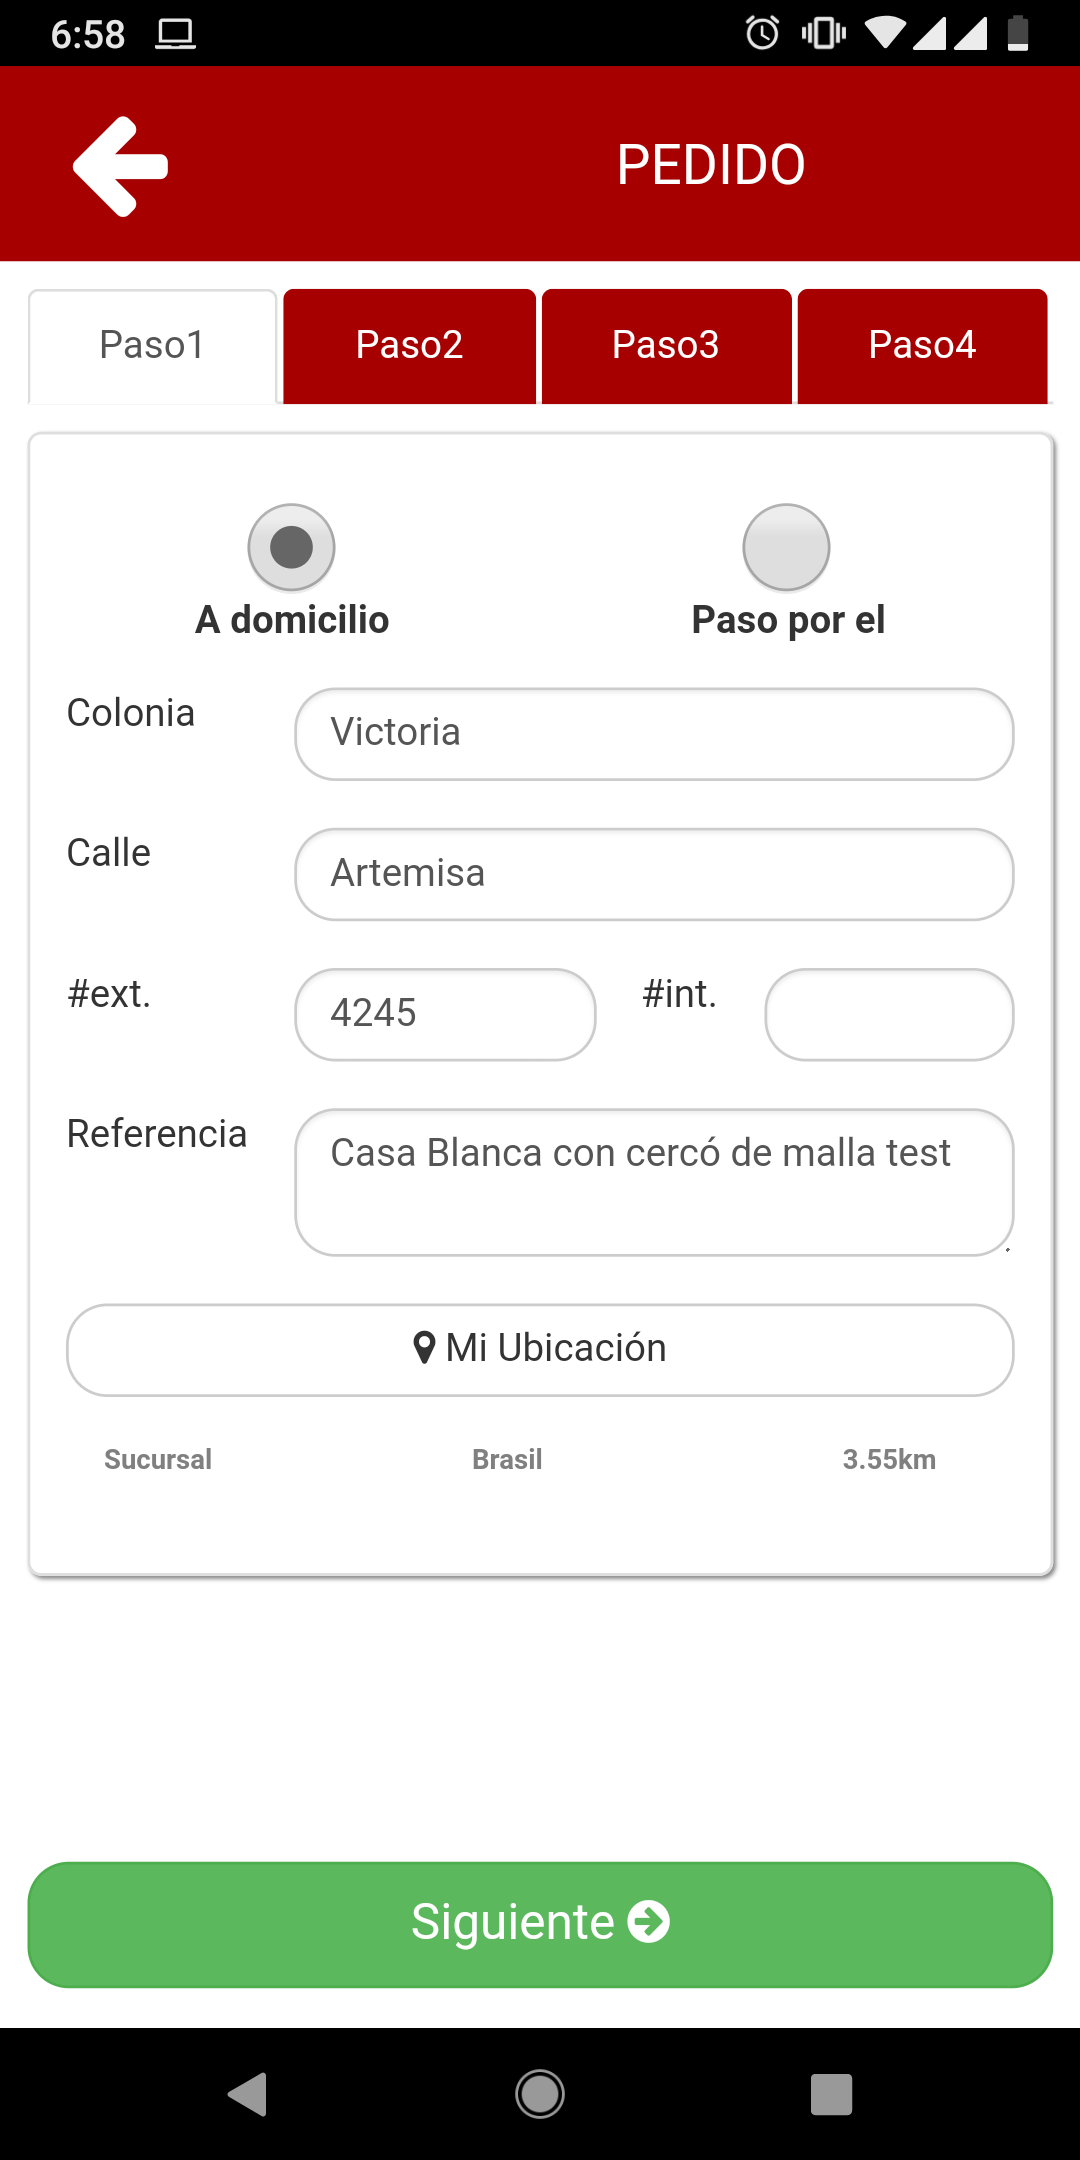 6:58
PEDIDO
Paso1 Paso2 Paso3 Paso4
A domicilio Paso por el
Colonia Victoria
Calle Artemisa
#ext. 4245 #int.
Referencia Casa Blanca con cercó de malla test
Mi Ubicación
Sucursal Brasil 3.55km
Siguiente